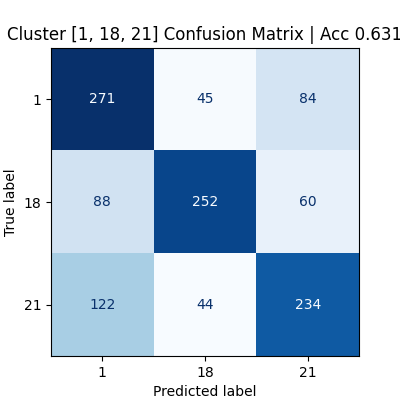 Cluster [1, 18, 21] Confusion Matrix | Acc 0.631
1 271 45 84
18 88 252 60
21 122 44 234
1 18 21
True label
Predicted label